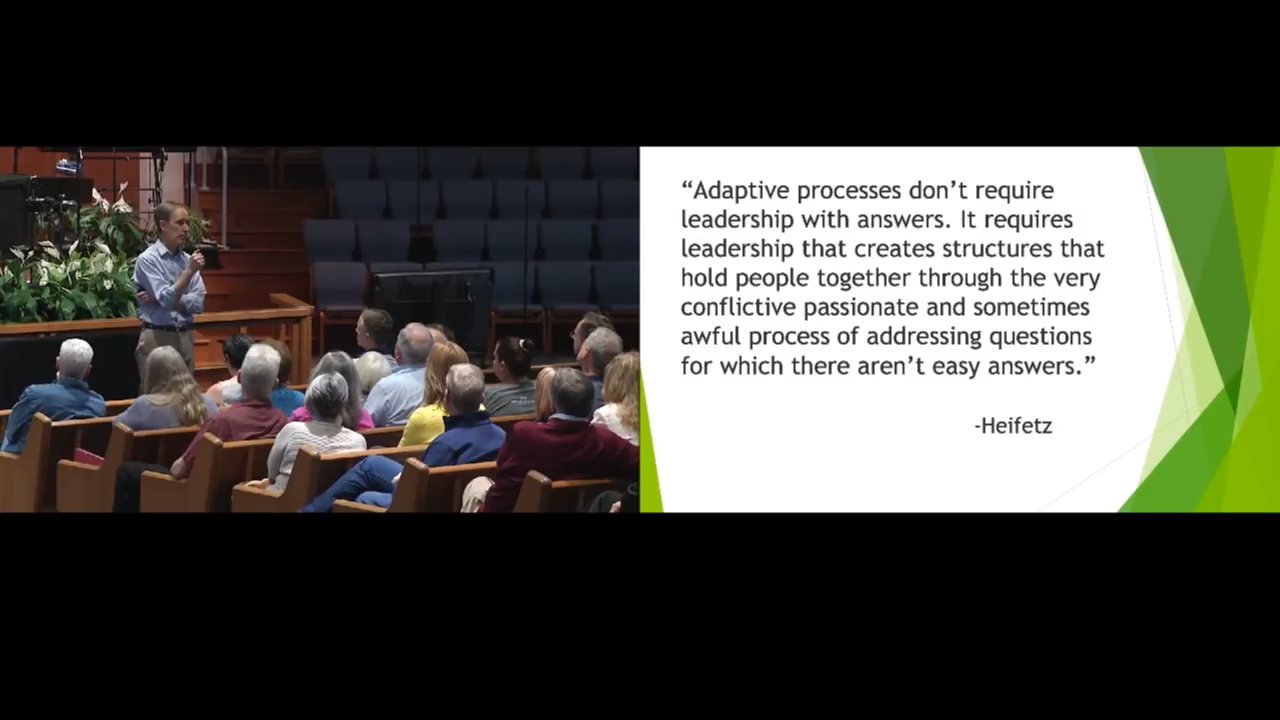 “Adaptive processes don’t require
leadership with answers. It requires
leadership that creates structures that
hold people together through the very
conflictive passionate and sometimes
awful process of addressing questions
for which there aren’t easy answers.”
-Heifetz